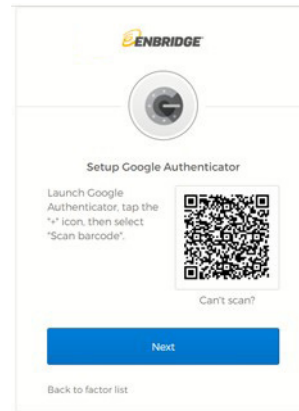 ENBRIDGE
Setup Google Authenticator
Launch Google
Authenticator, tap the
"+" icon, then select
"Scan barcode".
Can't scan?
Next
Back to factor list